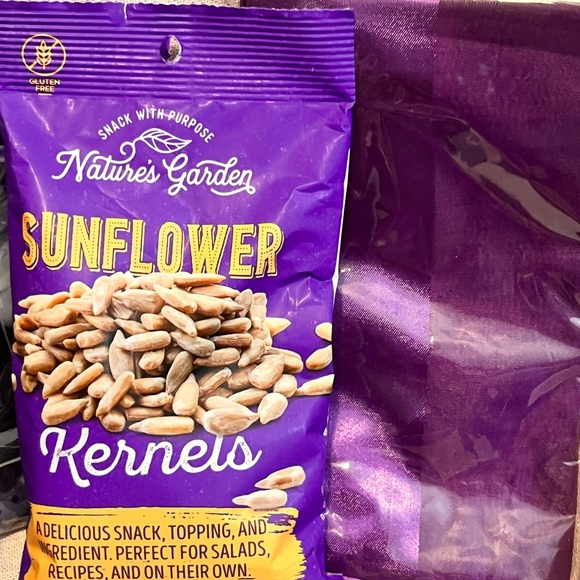 GLUTEN
FREE
SNACK WITH PURPOSE
Nature's Garden
SUNFLOWER
Kernels
A DELICIOUS SNACK, TOPPING, AND
INGREDIENT. PERFECT FOR SALADS,
RECIPES, AND ON THEIR OWN.